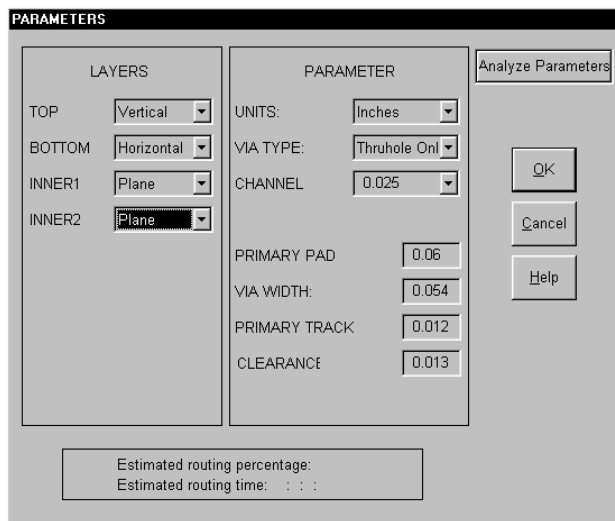 PARAMETERS
LAYERS
TOP Vertical
BOTTOM Horizontal
INNER1 Plane
INNER2 Plane
PARAMETER
UNITS: Inches
VIA TYPE: Thruhole Onl
CHANNEL 0.025
PRIMARY PAD 0.06
VIA WIDTH: 0.054
PRIMARY TRACK 0.012
CLEARANCE 0.013
Analyze Parameters
OK
Cancel
Help
Estimated routing percentage:
Estimated routing time: : : :